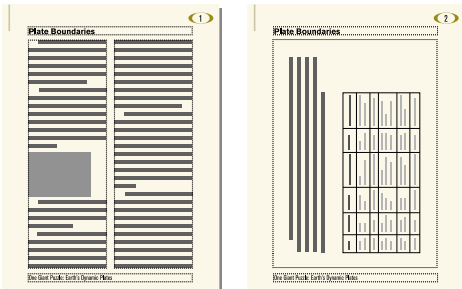 1
Plate Boundaries
One Giant Puzzle: Earth's Dynamic Plates
2
Plate Boundaries
One Giant Puzzle: Earth's Dynamic Plates